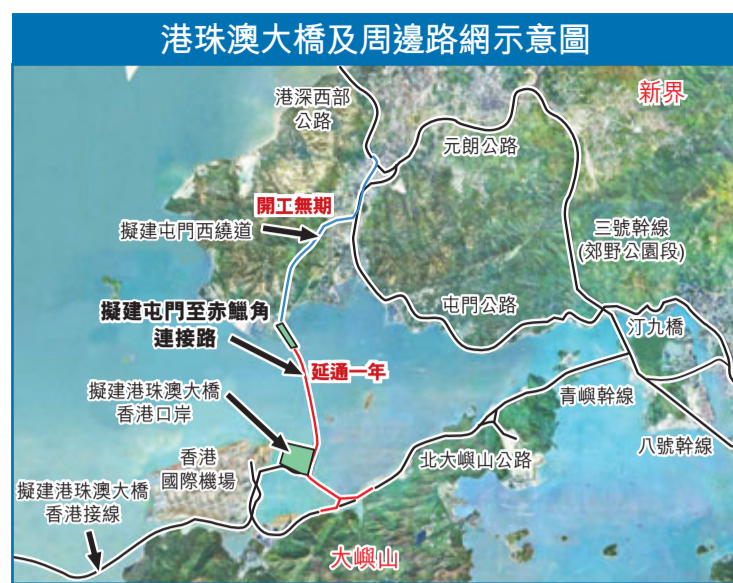 港珠澳大橋及周邊路網示意圖
新界
港深西部
公路
元朗公路
開工無期
擬建屯門西繞道
三號幹線
(郊野公園段)
擬建屯門至赤鱲角
連接路
屯門公路
汀九橋
延通一年
擬建港珠澳大橋
香港口岸
青嶼幹線
八號幹線
香港
國際機場
北大嶼山公路
擬建港珠澳大橋
香港接線
大嶼山